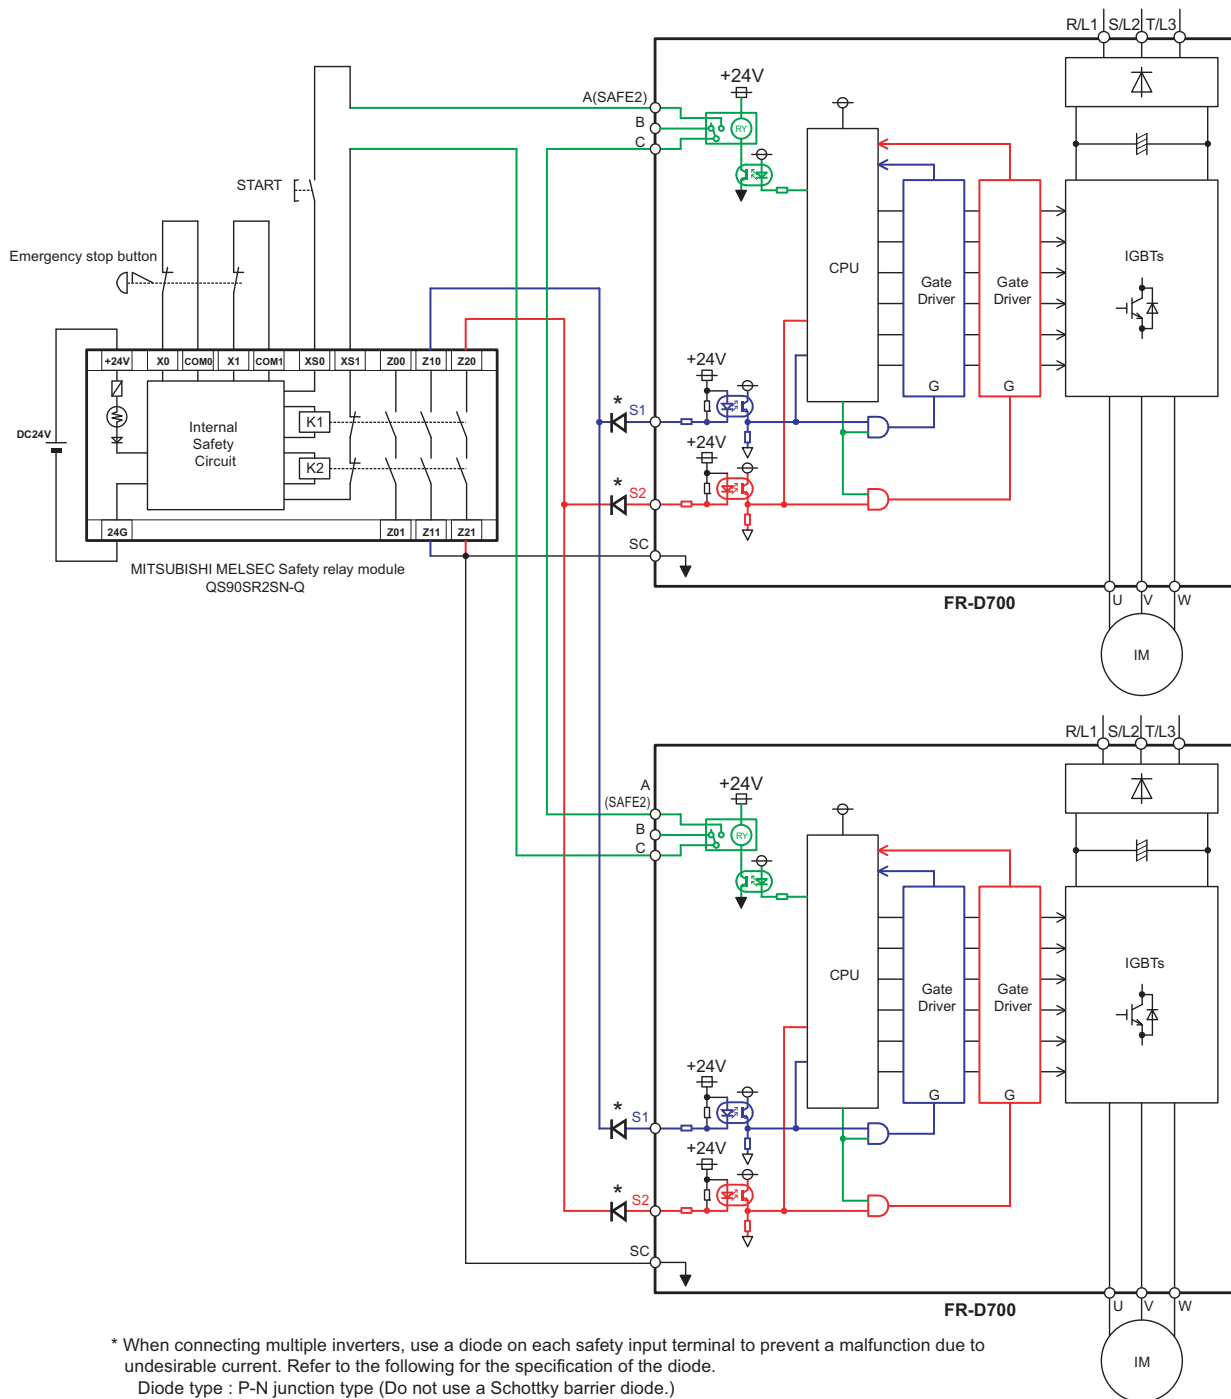 R/L1 S/L2 T/L3
+24V
A(SAFE2)
B
C
RY
START
Emergency stop button
CPU
Gate Driver
Gate Driver
IGBTs
G
G
+24V X0 COM0 X1 COM1 XS0 XS1 Z00 Z10 Z20
DC24V
Internal
Safety
Circuit
K1
K2
+24V
* S1
+24V
* S2
SC
24G Z01 Z11 Z21
MITSUBISHI MELSEC Safety relay module
QS90SR2SN-Q
FR-D700
U V W
IM
R/L1 S/L2 T/L3
+24V
A
(SAFE2)
B
C
RY
CPU
Gate Driver
Gate Driver
IGBTs
G
G
+24V
* S1
+24V
* S2
SC
FR-D700
U V W
IM
* When connecting multiple inverters, use a diode on each safety input terminal to prevent a malfunction due to
undesirable current. Refer to the following for the specification of the diode.
Diode type : P-N junction type (Do not use a Schottky barrier diode.)